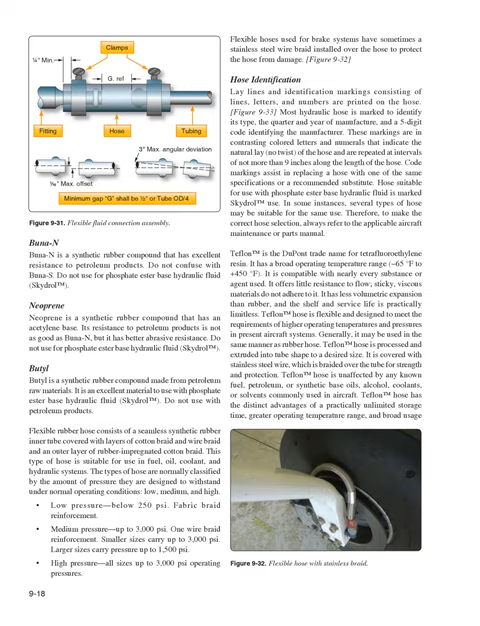 Clamps
¼" Min.
G. ref
Fitting
Hose
Tubing
3° Max. angular deviation
1⁄16" Max. offset
Minimum gap "G" shall be ½" or Tube OD/4
Figure 9-31. Flexible fluid connection assembly.
Buna-N
Buna-N is a synthetic rubber compound that has excellent
resistance to petroleum products. Do not confuse with
Buna-S. Do not use for phosphate ester base hydraulic fluid
(Skydrol™).
Neoprene
Neoprene is a synthetic rubber compound that has an
acetylene base. Its resistance to petroleum products is not
as good as Buna-N, but it has better abrasive resistance. Do
not use for phosphate ester base hydraulic fluid (Skydrol™).
Butyl
Butyl is a synthetic rubber compound made from petroleum
raw materials. It is an excellent material to use with phosphate
ester base hydraulic fluid (Skydrol™). Do not use with
petroleum products.
Flexible rubber hose consists of a seamless synthetic rubber
inner tube covered with layers of cotton braid and wire braid
and an outer layer of rubber-impregnated cotton braid. This
type of hose is suitable for use in fuel, oil, coolant, and
hydraulic systems. The types of hose are normally classified
by the amount of pressure they are designed to withstand
under normal operating conditions: low, medium, and high.
• Low pressure—below 250 psi. Fabric braid
reinforcement.
• Medium pressure—up to 3,000 psi. One wire braid
reinforcement. Smaller sizes carry up to 3,000 psi.
Larger sizes carry pressure up to 1,500 psi.
• High pressure—all sizes up to 3,000 psi operating
pressures.
Flexible hoses used for brake systems have sometimes a
stainless steel wire braid installed over the hose to protect
the hose from damage. [Figure 9-32]
Hose Identification
Lay lines and identification markings consisting of
lines, letters, and numbers are printed on the hose.
[Figure 9-33] Most hydraulic hose is marked to identify
its type, the quarter and year of manufacture, and a 5-digit
code identifying the manufacturer. These markings are in
contrasting colored letters and numerals that indicate the
natural lay (no twist) of the hose and are repeated at intervals
of not more than 9 inches along the length of the hose. Code
markings assist in replacing a hose with one of the same
specifications or a recommended substitute. Hose suitable
for use with phosphate ester base hydraulic fluid is marked
Skydrol™ use. In some instances, several types of hose
may be suitable for the same use. Therefore, to make the
correct hose selection, always refer to the applicable aircraft
maintenance or parts manual.
Teflon™ is the DuPont trade name for tetrafluoroethylene
resin. It has a broad operating temperature range (−65 °F to
+450 °F). It is compatible with nearly every substance or
agent used. It offers little resistance to flow; sticky, viscous
materials do not adhere to it. It has less volumetric expansion
than rubber, and the shelf and service life is practically
limitless. Teflon™ hose is flexible and designed to meet the
requirements of higher operating temperatures and pressures
in present aircraft systems. Generally, it may be used in the
same manner as rubber hose. Teflon™ hose is processed and
extruded into tube shape to a desired size. It is covered with
stainless steel wire, which is braided over the tube for strength
and protection. Teflon™ hose is unaffected by any known
fuel, petroleum, or synthetic base oils, alcohol, coolants,
or solvents commonly used in aircraft. Teflon™ hose has
the distinct advantages of a practically unlimited storage
time, greater operating temperature range, and broad usage
Figure 9-32. Flexible hose with stainless braid.
9-18